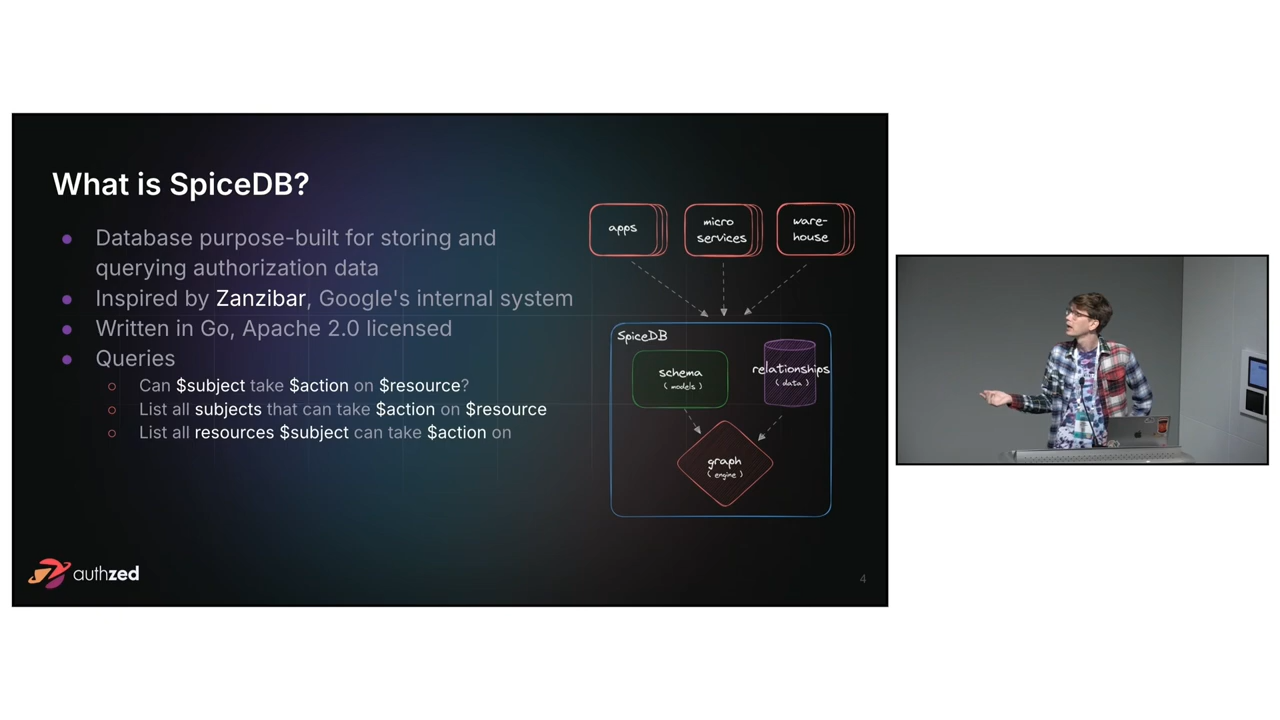 What is SpiceDB?
Database purpose-built for storing and
querying authorization data
Inspired by Zanzibar, Google's internal system
Written in Go, Apache 2.0 licensed
Queries
Can $subject take $action on $resource?
List all subjects that can take $action on $resource
List all resources $subject can take $action on
apps
micro
services
ware-
house
SpiceDB
schema
( models )
relationships
( data )
graph
( engine )
authzed
4